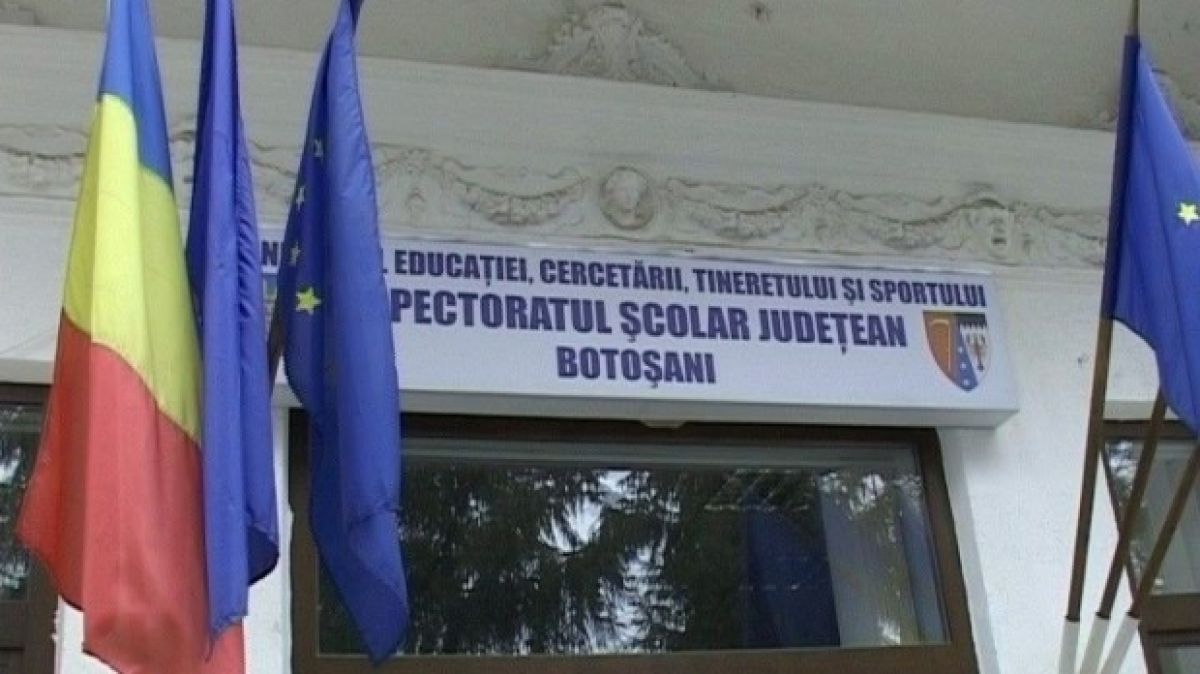 EDUCAȚIEI, CERCETĂRII, TINERETULUI ȘI SPORTULUI
PECTORATUL ȘCOLAR JUDEȚEAN
BOTOȘANI